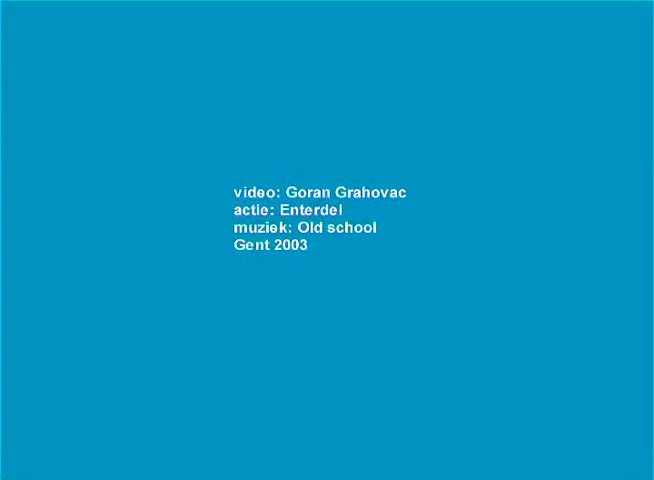 video: Goran Grahovac
actie: Enterdel
muziek: Old school
Gent 2003